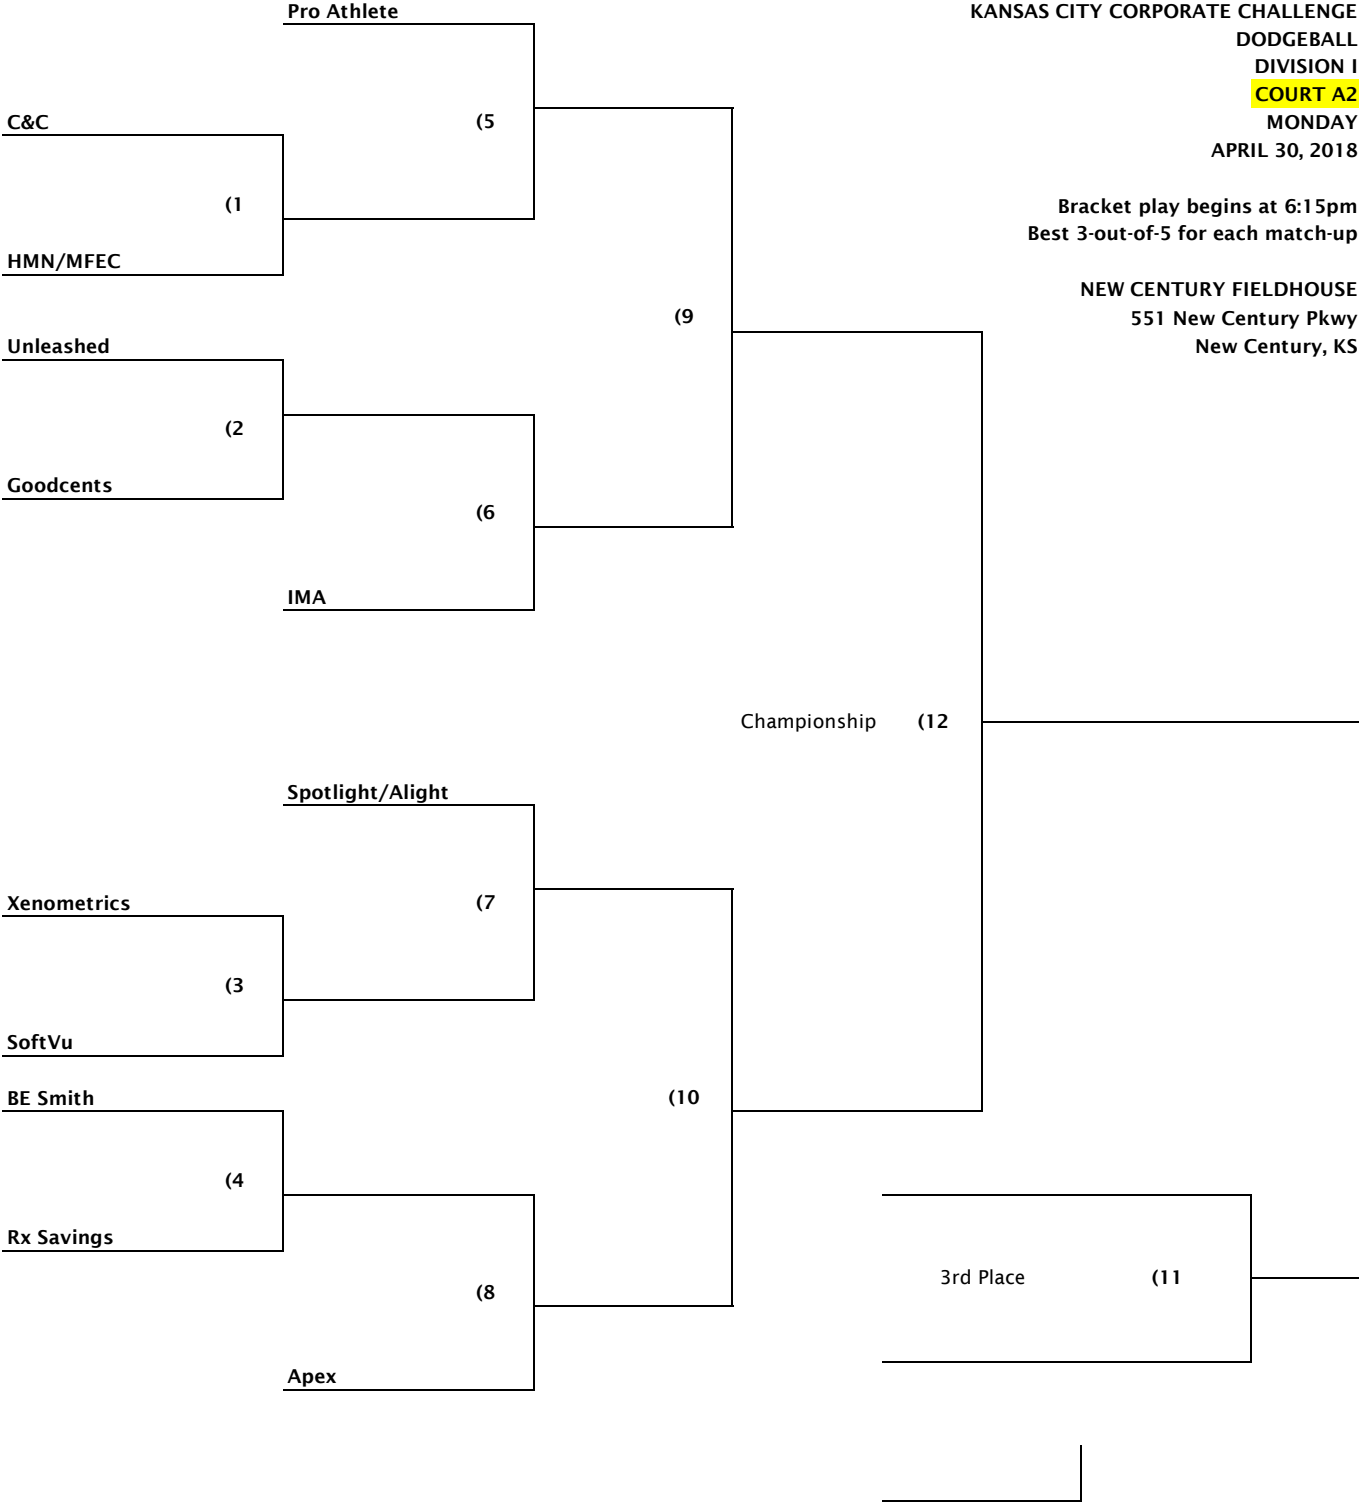 Pro Athlete
KANSAS CITY CORPORATE CHALLENGE
DODGEBALL
DIVISION I
COURT A2
MONDAY
APRIL 30, 2018
Bracket play begins at 6:15pm
Best 3-out-of-5 for each match-up
NEW CENTURY FIELDHOUSE
551 New Century Pkwy
New Century, KS
C&C
(5
(1
HMN/MFEC
(9
Unleashed
(2
Goodcents
(6
IMA
Championship (12
Spotlight/Alight
Xenometrics
(7
(3
SoftVu
BE Smith
(10
(4
Rx Savings
3rd Place (11
(8
Apex